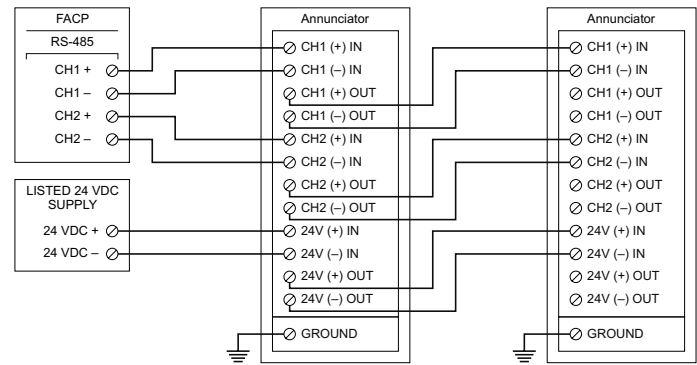 FACP
RS-485
CH1 +
CH1 –
CH2 +
CH2 –
LISTED 24 VDC
SUPPLY
24 VDC +
24 VDC –
Annunciator
CH1 (+) IN
CH1 (–) IN
CH1 (+) OUT
CH1 (–) OUT
CH2 (+) IN
CH2 (–) IN
CH2 (+) OUT
CH2 (–) OUT
24V (+) IN
24V (–) IN
24V (+) OUT
24V (–) OUT
GROUND
Annunciator
CH1 (+) IN
CH1 (–) IN
CH1 (+) OUT
CH1 (–) OUT
CH2 (+) IN
CH2 (–) IN
CH2 (+) OUT
CH2 (–) OUT
24V (+) IN
24V (–) IN
24V (+) OUT
24V (–) OUT
GROUND